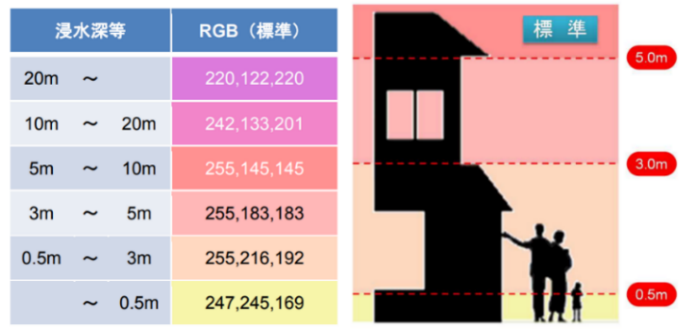 浸水深等 RGB（標準）
20m ～ 220,122,220
10m ～ 20m 242,133,201
5m ～ 10m 255,145,145
3m ～ 5m 255,183,183
0.5m ～ 3m 255,216,192
～ 0.5m 247,245,169
標 準
5.0m
3.0m
0.5m